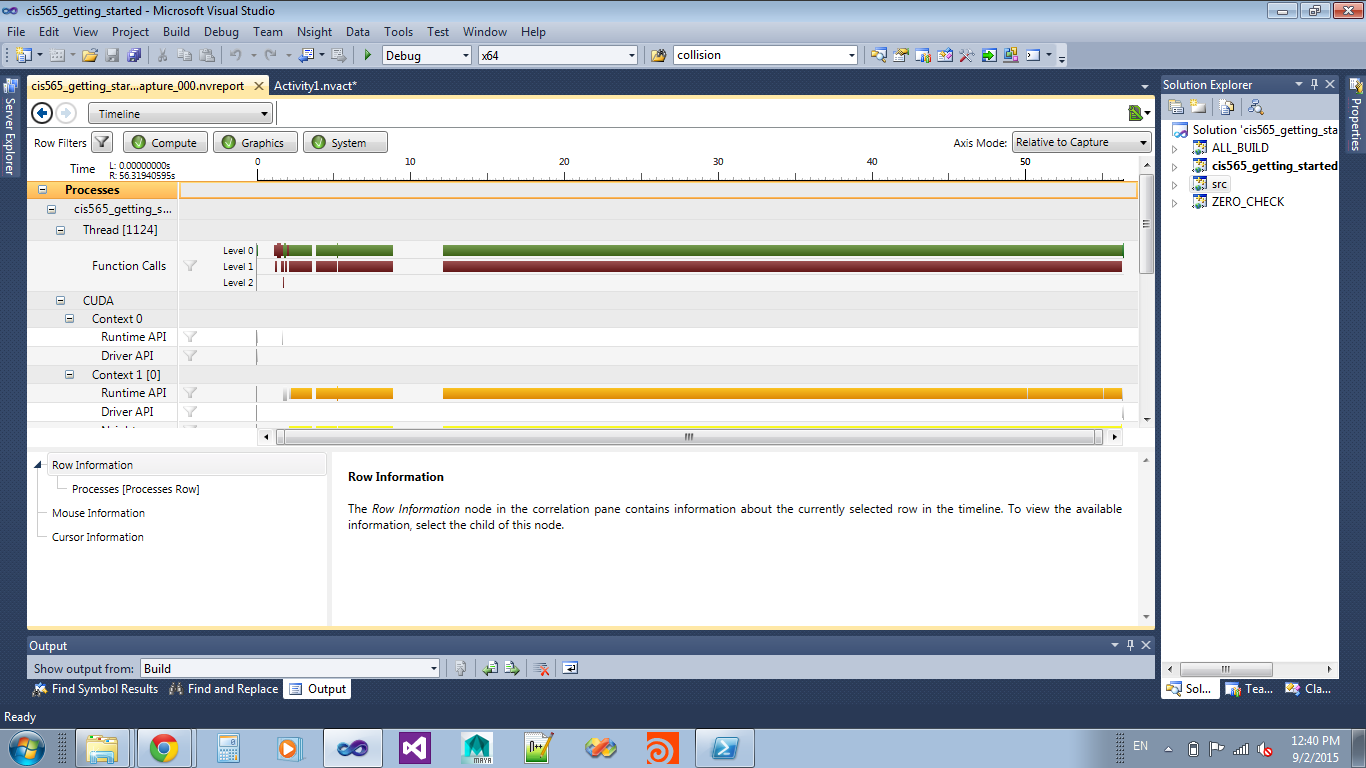 cis565_getting_started - Microsoft Visual Studio
File Edit View Project Build Debug Team Nsight Data Tools Test Window Help
Debug x64 collision
Server Explorer
cis565_getting_star...apture_000.nvreport Activity1.nvact*
Timeline
Row Filters Compute Graphics System Axis Mode: Relative to Capture
Time L: 0.00000000s
R: 56.31940595s
0 10 20 30 40 50
Processes
cis565_getting_s...
Thread [1124]
Function Calls
Level 0
Level 1
Level 2
CUDA
Context 0
Runtime API
Driver API
Context 1 [0]
Runtime API
Driver API
Row Information
Processes [Processes Row]
Mouse Information
Cursor Information
Row Information
The Row Information node in the correlation pane contains information about the currently selected row in the timeline. To view the available
information, select the child of this node.
Solution Explorer
Solution 'cis565_getting_sta
ALL_BUILD
cis565_getting_started
src
ZERO_CHECK
Sol... Tea... Cla...
Properties
Output
Show output from: Build
Find Symbol Results Find and Replace Output
Ready
MAYA
EN
12:40 PM
9/2/2015